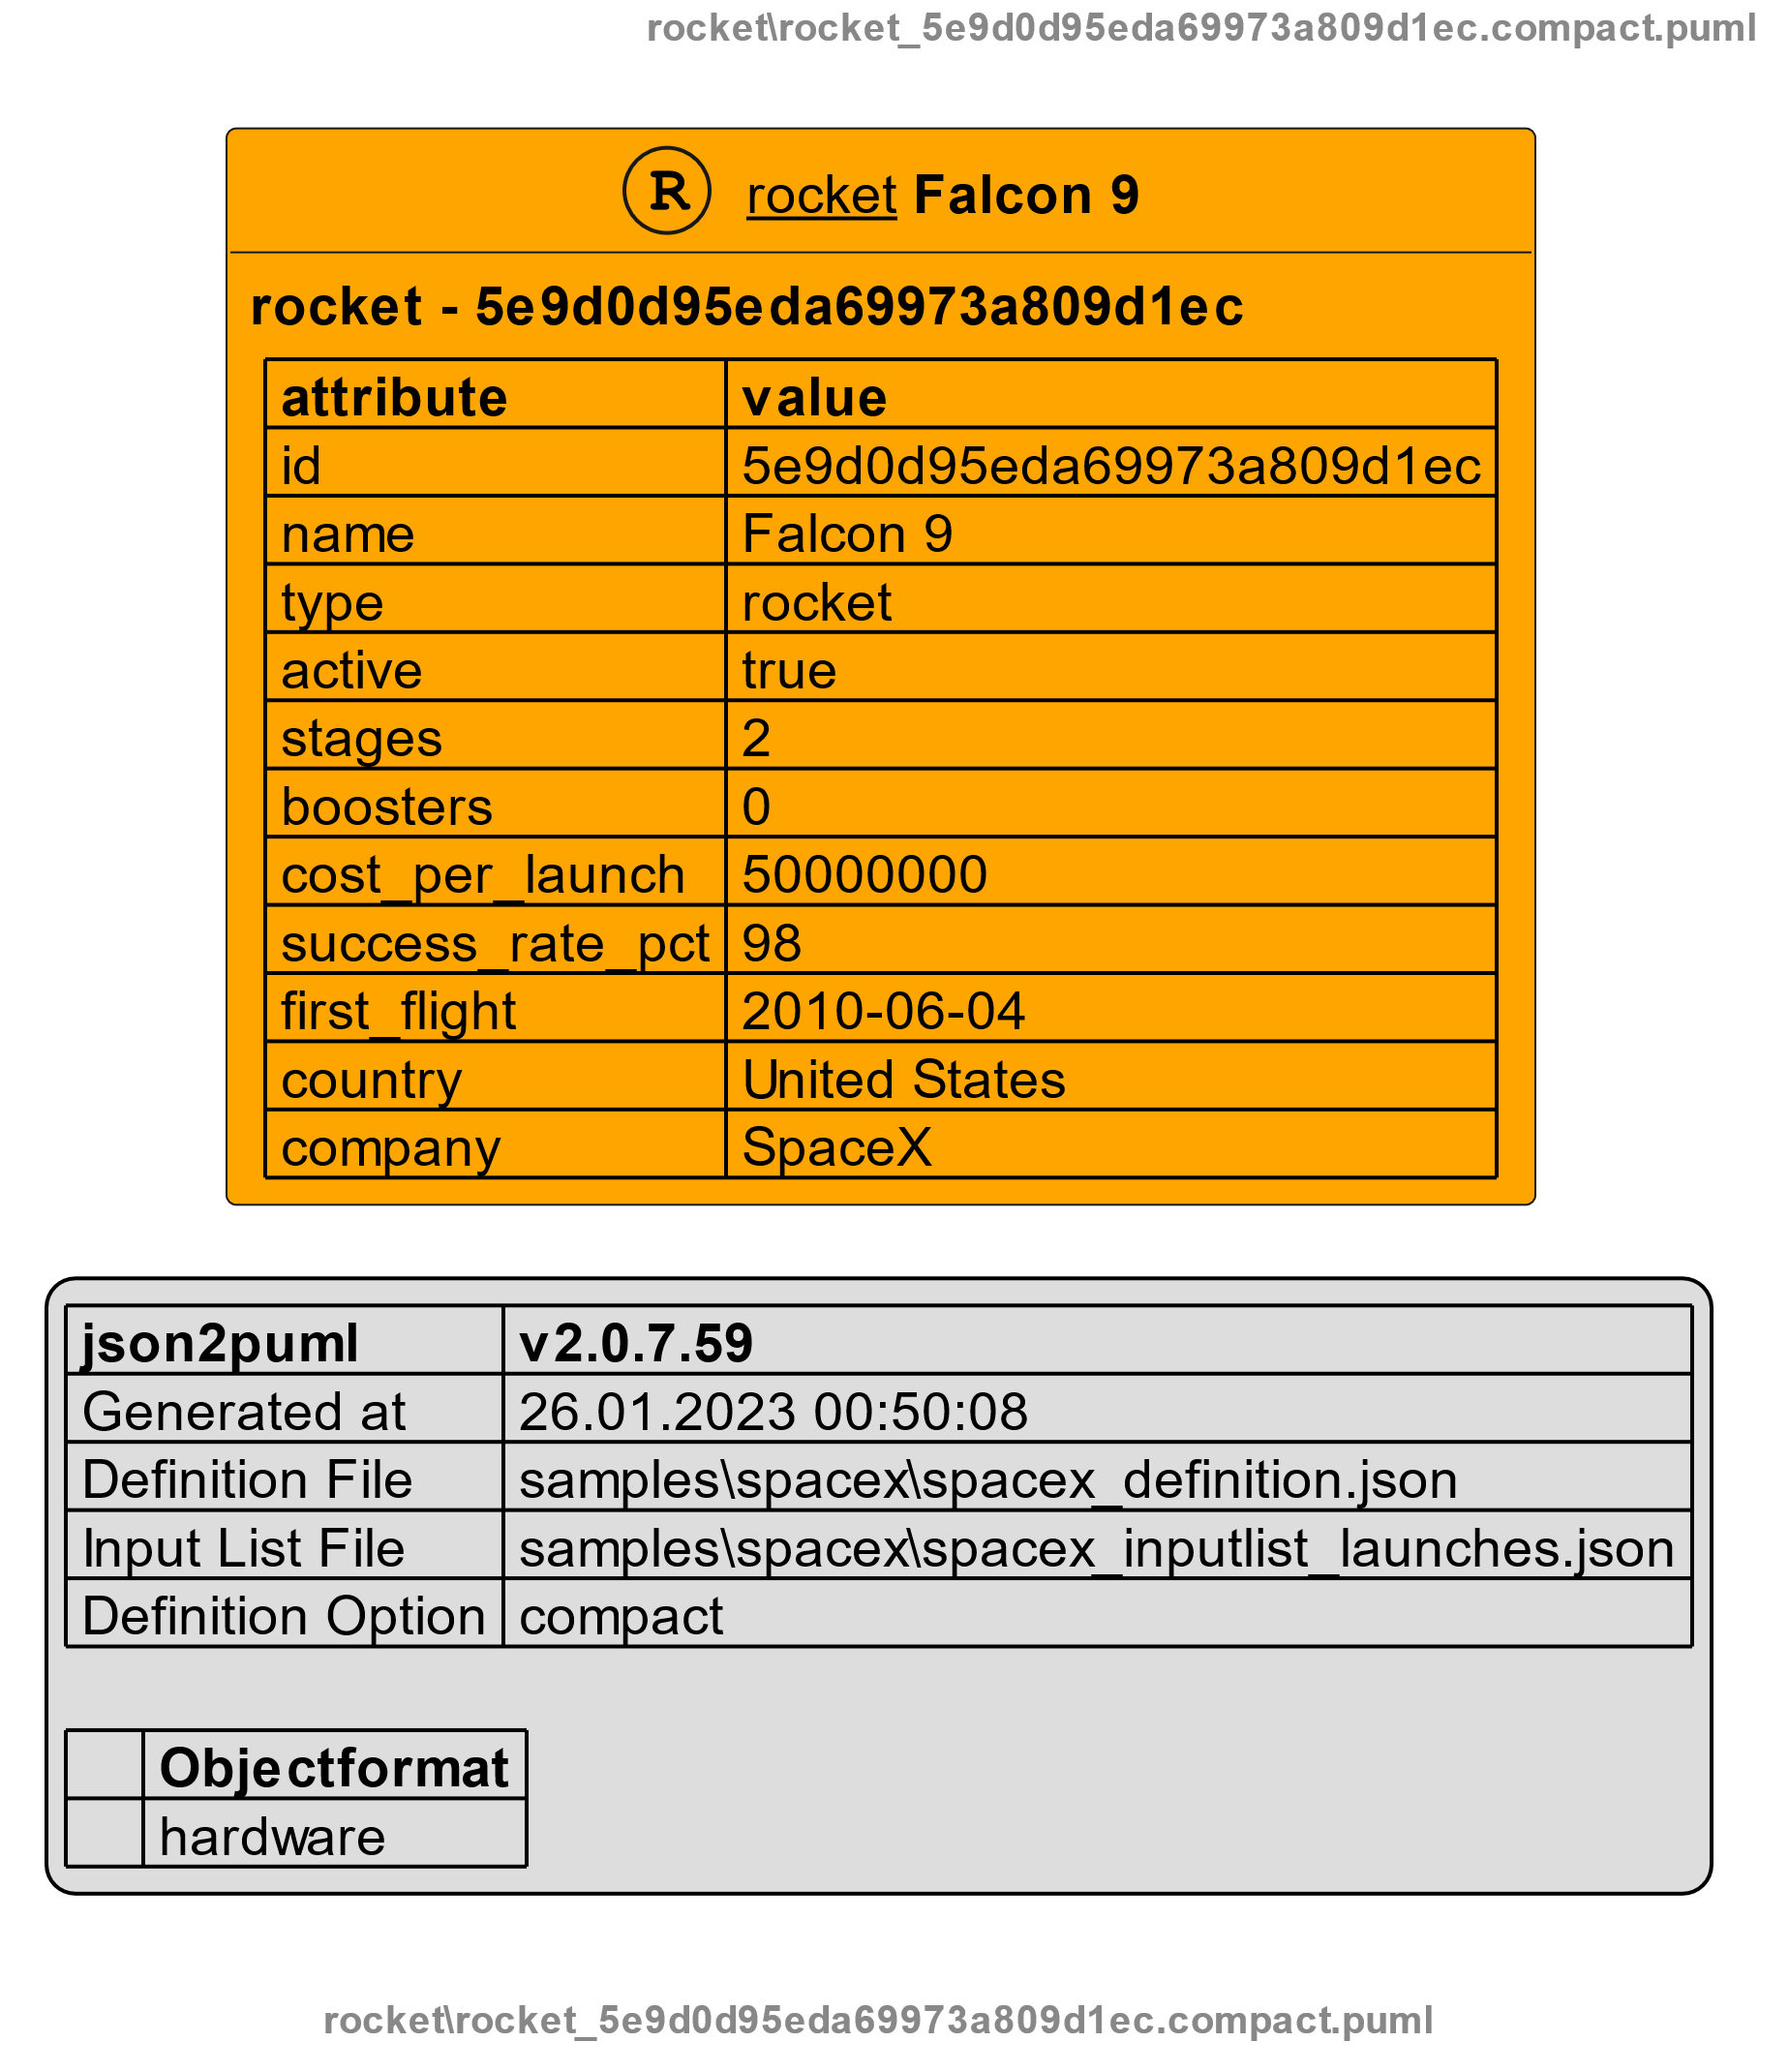 rocket\rocket_5e9d0d95eda69973a809d1ec.compact.puml
R rocket Falcon 9
rocket - 5e9d0d95eda69973a809d1ec
attribute value
id 5e9d0d95eda69973a809d1ec
name Falcon 9
type rocket
active true
stages 2
boosters 0
cost_per_launch 50000000
success_rate_pct 98
first_flight 2010-06-04
country United States
company SpaceX
json2puml v2.0.7.59
Generated at 26.01.2023 00:50:08
Definition File samples\spacex\spacex_definition.json
Input List File samples\spacex\spacex_inputlist_launches.json
Definition Option compact
Objectformat
hardware
rocket\rocket_5e9d0d95eda69973a809d1ec.compact.puml